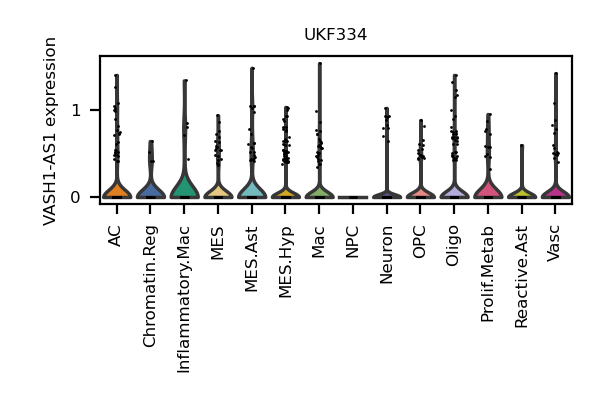 UKF334
VASH1-AS1 expression
1
0
AC
Chromatin.Reg
Inflammatory.Mac
MES
MES.Ast
MES.Hyp
Mac
NPC
Neuron
OPC
Oligo
Prolif.Metab
Reactive.Ast
Vasc